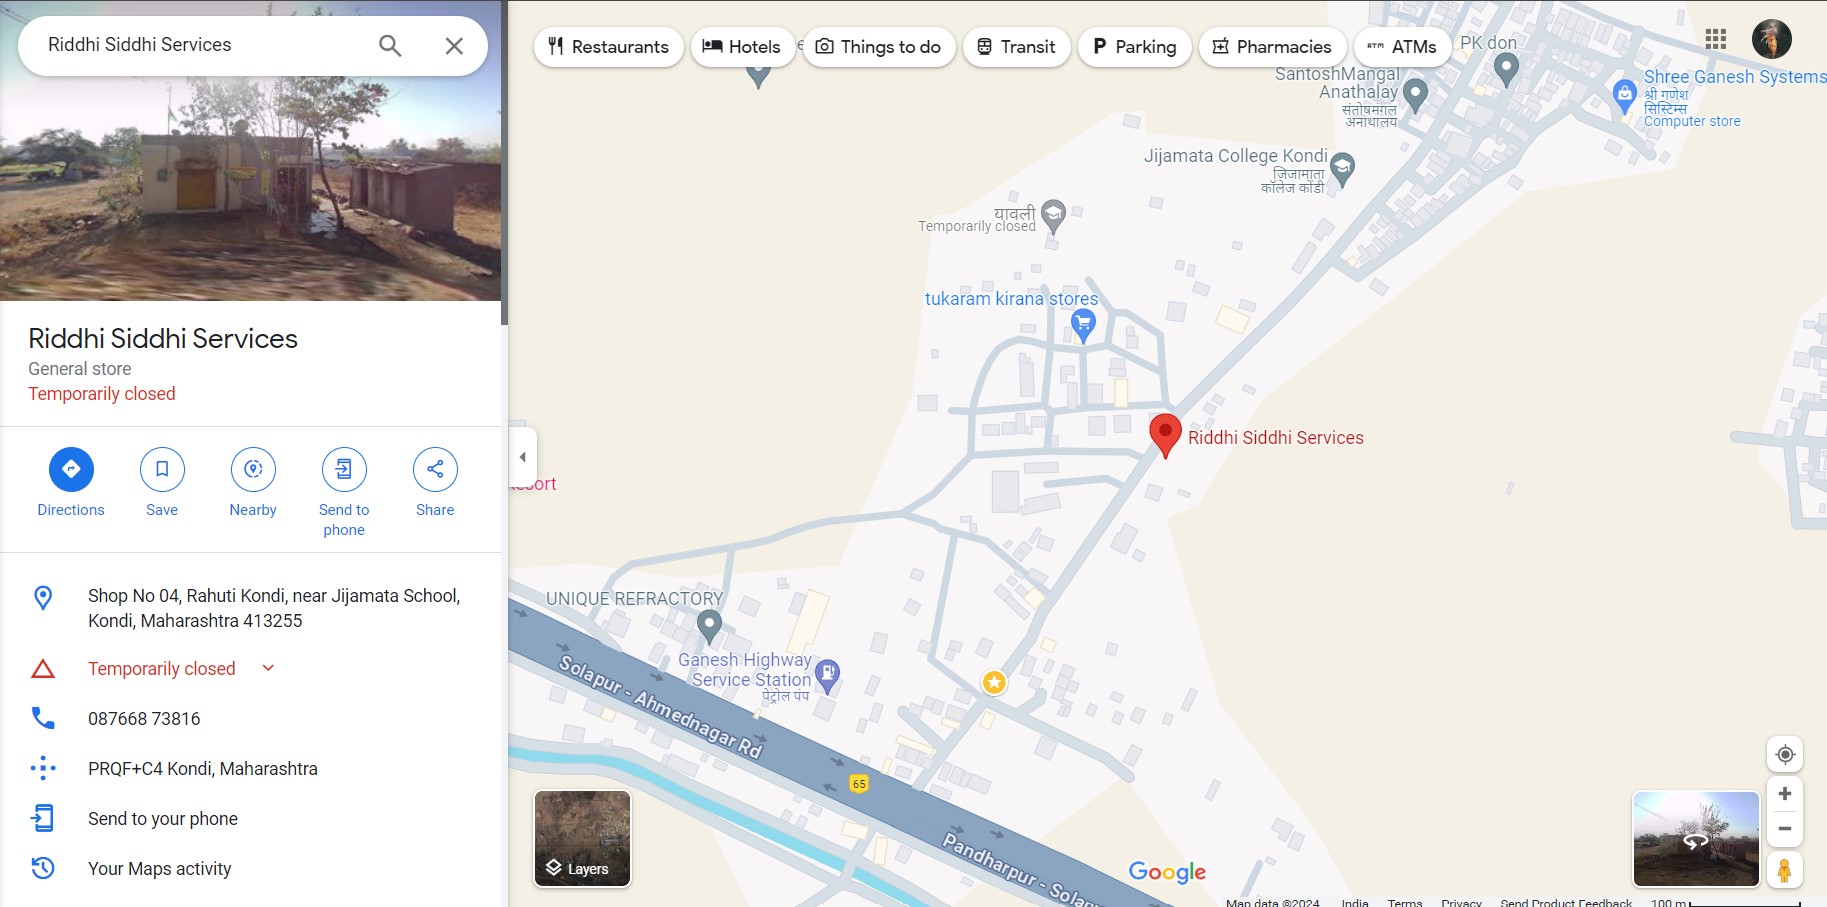 Riddhi Siddhi Services
Riddhi Siddhi Services
General store
Temporarily closed
Directions
Save
Nearby
Send to
phone
Share
Shop No 04, Rahuti Kondi, near Jijamata School,
Kondi, Maharashtra 413255
Temporarily closed
087668 73816
PRQF+C4 Kondi, Maharashtra
Send to your phone
Your Maps activity
Restaurants
Hotels
Things to do
Transit
Parking
Pharmacies
ATM ATMs
PK don
SantoshMangal
Anathalay
संतोषमंगल
अनाथालय
Shree Ganesh Systems
श्री गणेश
सिस्टिम्स
Computer store
Jijamata College Kondi
जिजामाता
कॉलेज कोंडी
यावली
Temporarily closed
tukaram kirana stores
Riddhi Siddhi Services
UNIQUE REFRACTORY
Ganesh Highway
Service Station
पेट्रोल पंप
Solapur - Ahmednagar Rd
65
Pandharpur - Solap
Layers
Google
Map data ©2024
India
Terms
Privacy
Send Product Feedback
100 m